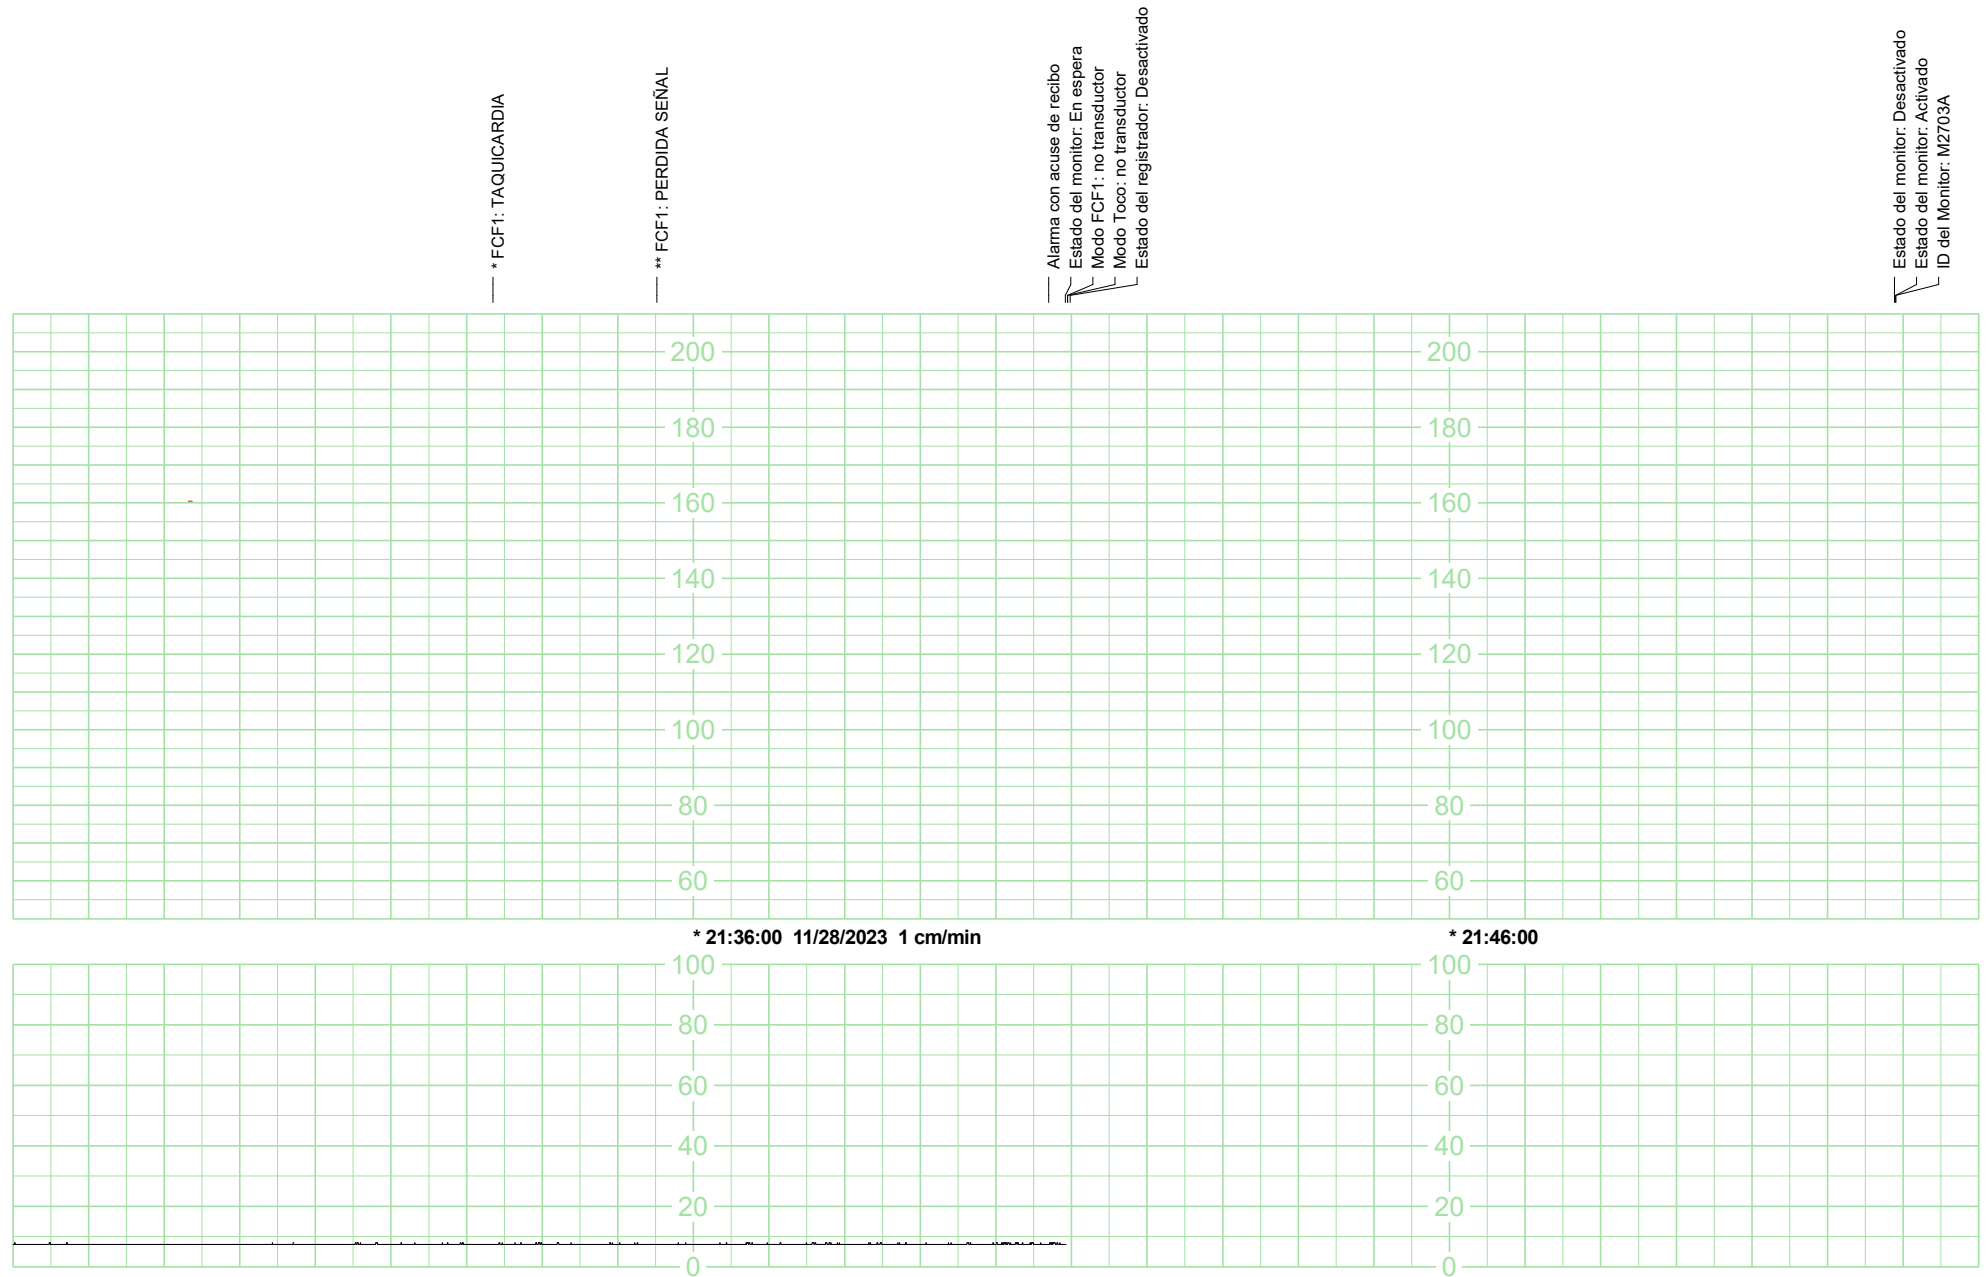 * FCF1: TAQUICARDIA
** FCF1: PERDIDA SEÑAL
Alarma con acuse de recibo
Estado del monitor: En espera
Modo FCF1: no transductor
Modo Toco: no transductor
Estado del registrador: Desactivado
Estado del monitor: Desactivado
Estado del monitor: Activado
ID del Monitor: M2703A
200 200
180 180
160 160
140 140
120 120
100 100
80 80
60 60
* 21:36:00 11/28/2023 1 cm/min
* 21:46:00
100 100
80 80
60 60
40 40
20 20
0 0